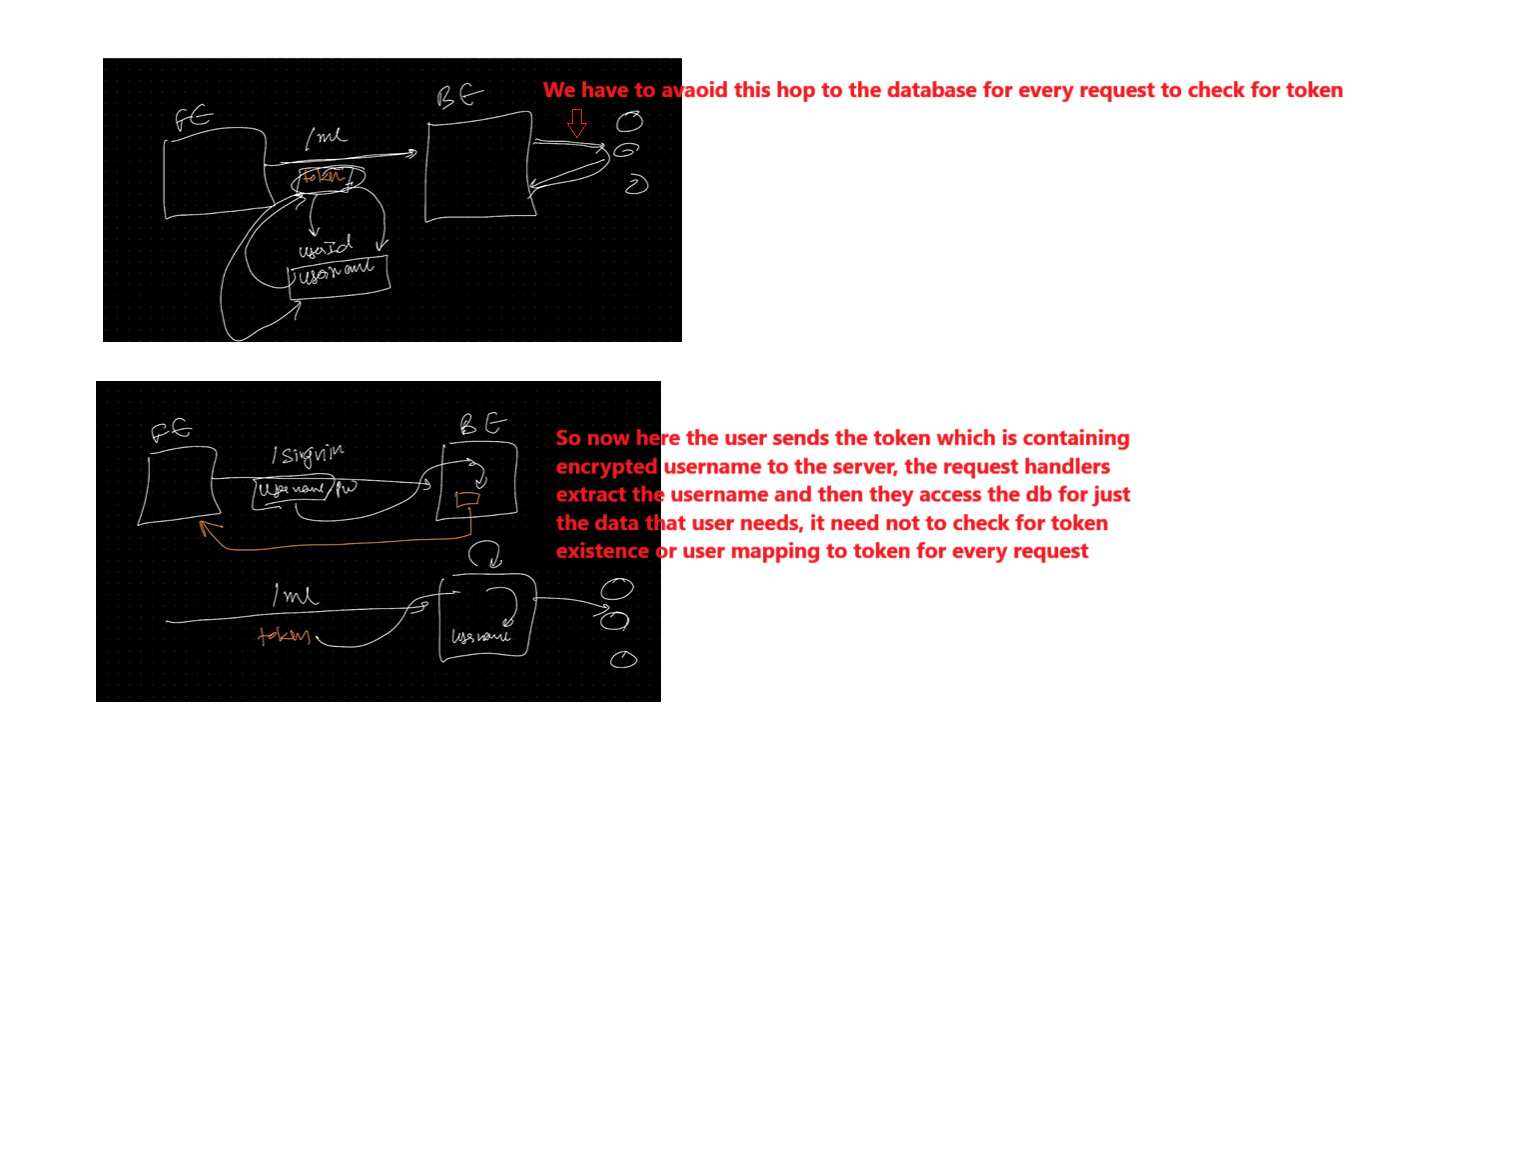 FE
BE
We have to avaoid this hop to the database for every request to check for token
/me
token
userId
username
FE
BE
/signin
username/pw
So now here the user sends the token which is containing
encrypted username to the server, the request handlers
extract the username and then they access the db for just
the data that user needs, it need not to check for token
existence or user mapping to token for every request
/me
token
username